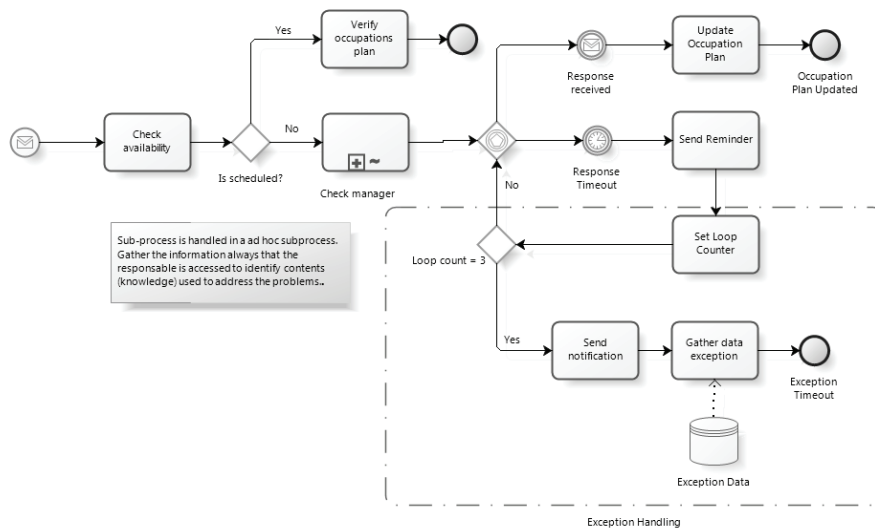 Yes
Verify
occupations
plan
Response
received
Update
Occupation
Plan
Occupation
Plan Updated
Check
availability
Is scheduled?
No
Check manager
Response
Timeout
Send Reminder
No
Sub-process is handled in a ad hoc subprocess.
Gather the information always that the
responsable is accessed to identify contents
(knowledge) used to address the problems..
Loop count = 3
Set Loop
Counter
Yes
Send
notification
Gather data
exception
Exception
Timeout
Exception Data
Exception Handling